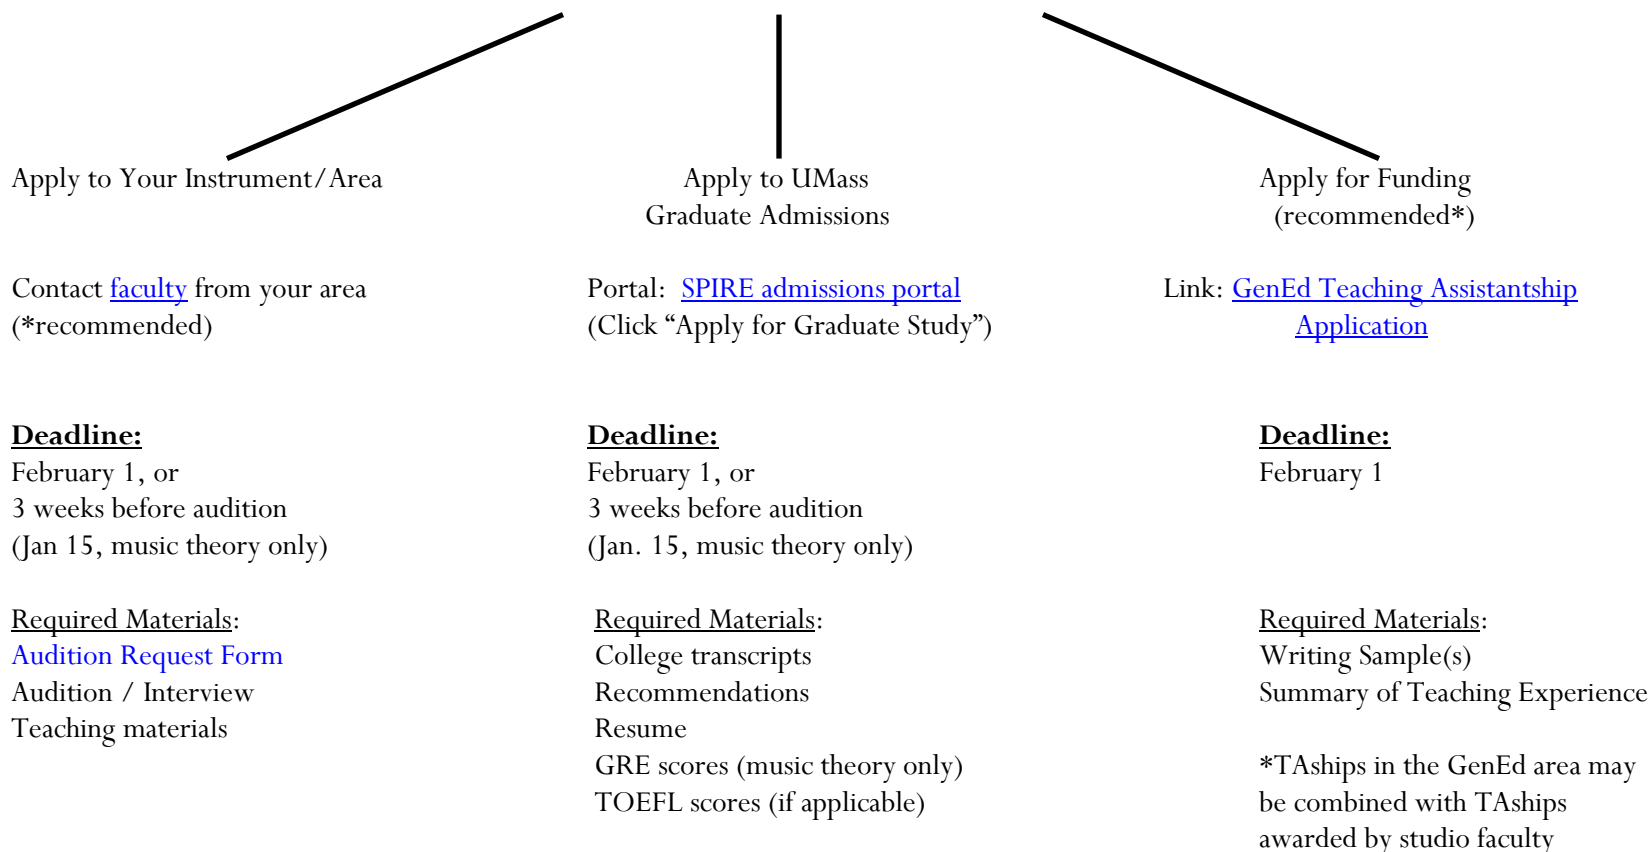 Apply to Your Instrument/Area
Contact faculty from your area
(*recommended)
Deadline:
February 1, or
3 weeks before audition
(Jan 15, music theory only)
Required Materials:
Audition Request Form
Audition / Interview
Teaching materials
Apply to UMass
Graduate Admissions
Portal: SPIRE admissions portal
(Click “Apply for Graduate Study”)
Deadline:
February 1, or
3 weeks before audition
(Jan. 15, music theory only)
Required Materials:
College transcripts
Recommendations
Resume
GRE scores (music theory only)
TOEFL scores (if applicable)
Apply for Funding
(recommended*)
Link: GenEd Teaching Assistantship
Application
Deadline:
February 1
Required Materials:
Writing Sample(s)
Summary of Teaching Experience
*TAships in the GenEd area may
be combined with TAships
awarded by studio faculty